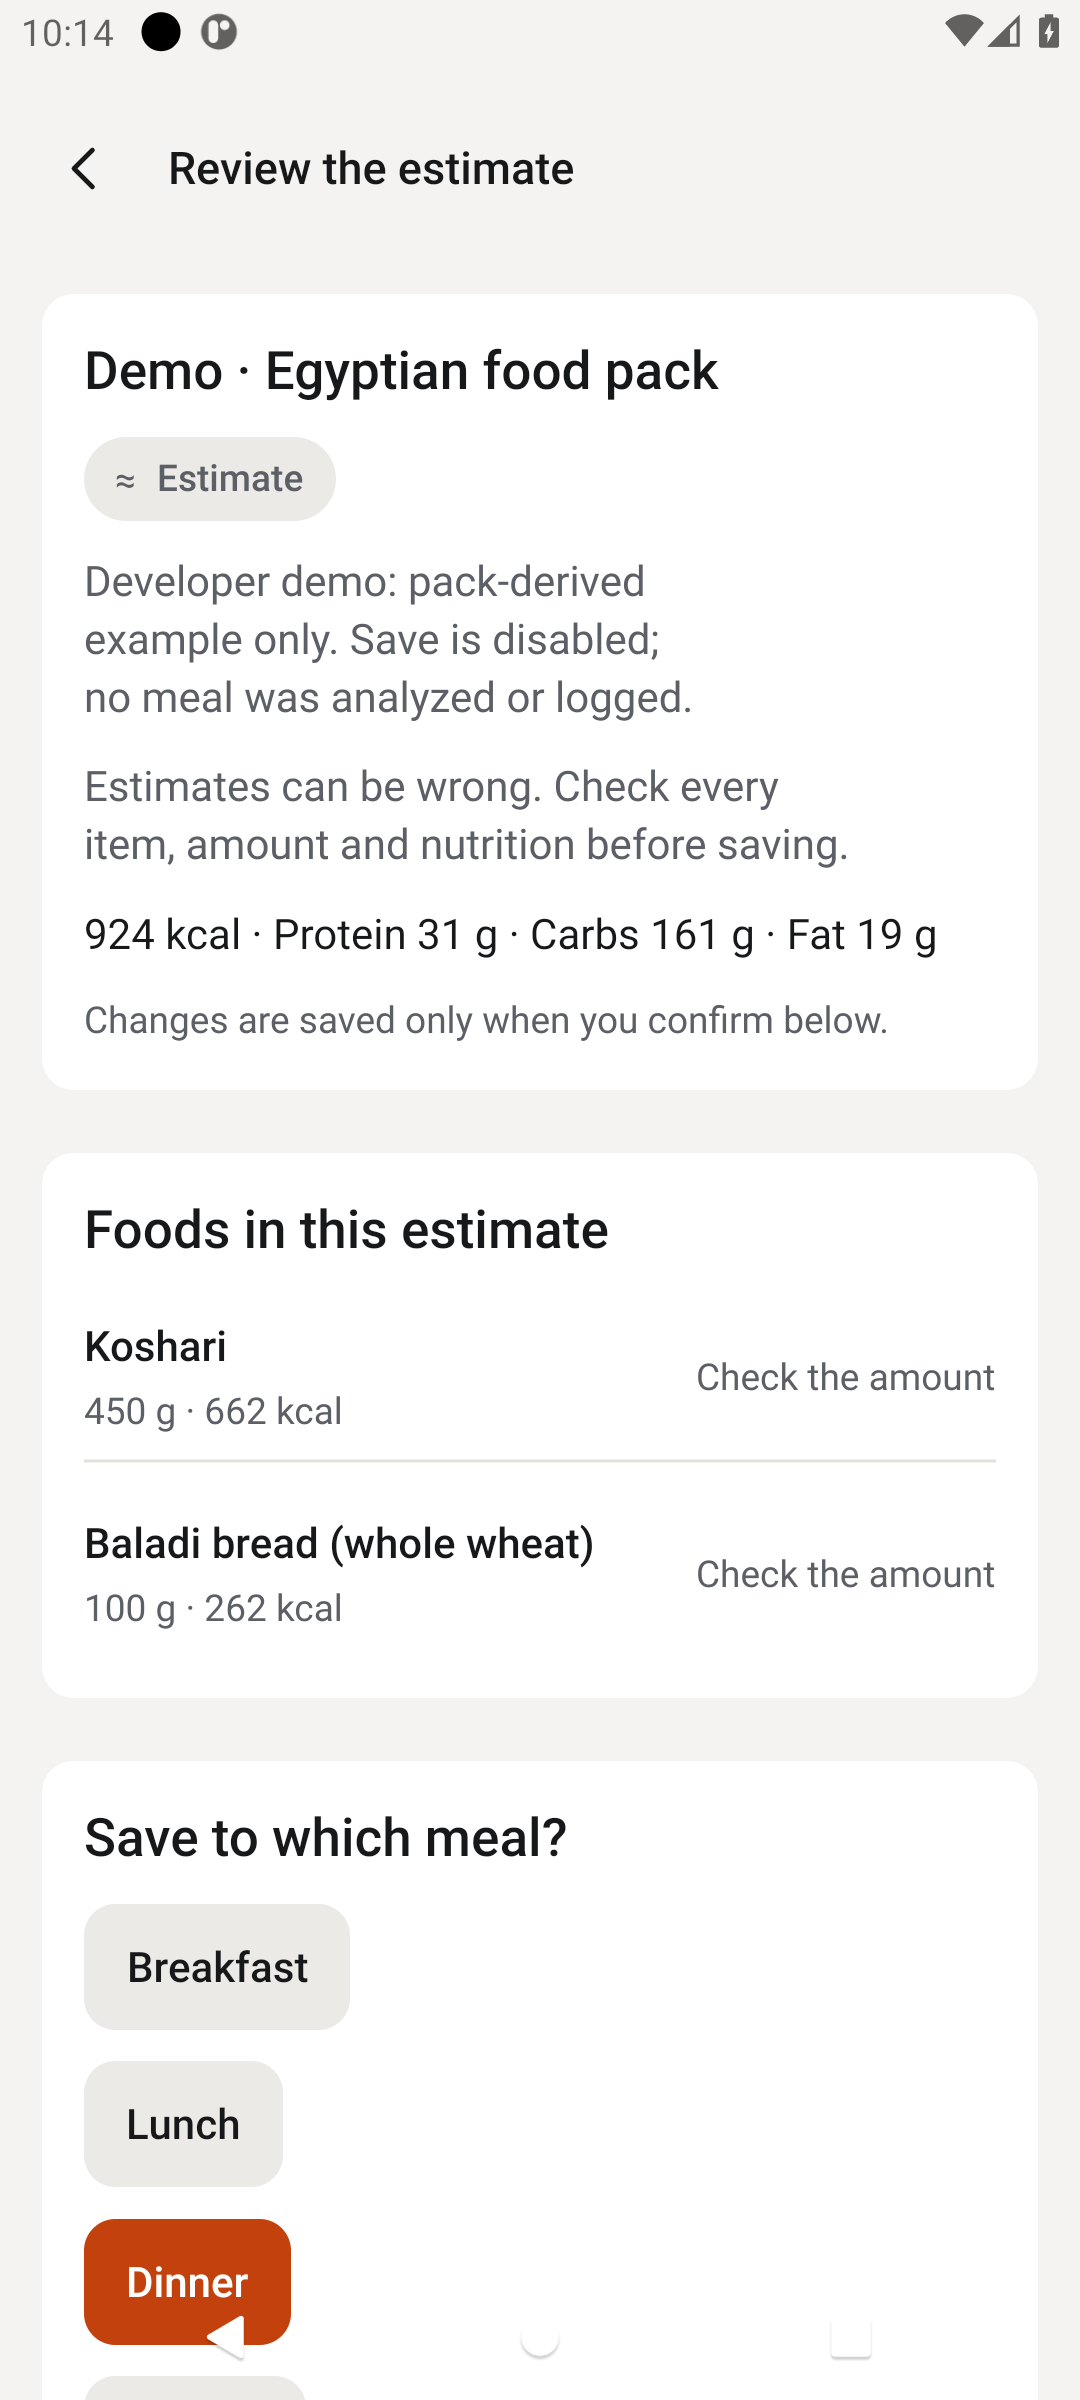 10:14
Review the estimate
Demo · Egyptian food pack
≈ Estimate
Developer demo: pack-derived
example only. Save is disabled;
no meal was analyzed or logged.
Estimates can be wrong. Check every
item, amount and nutrition before saving.
924 kcal · Protein 31 g · Carbs 161 g · Fat 19 g
Changes are saved only when you confirm below.
Foods in this estimate
Koshari
450 g · 662 kcal
Check the amount
Baladi bread (whole wheat)
100 g · 262 kcal
Check the amount
Save to which meal?
Breakfast
Lunch
Dinner